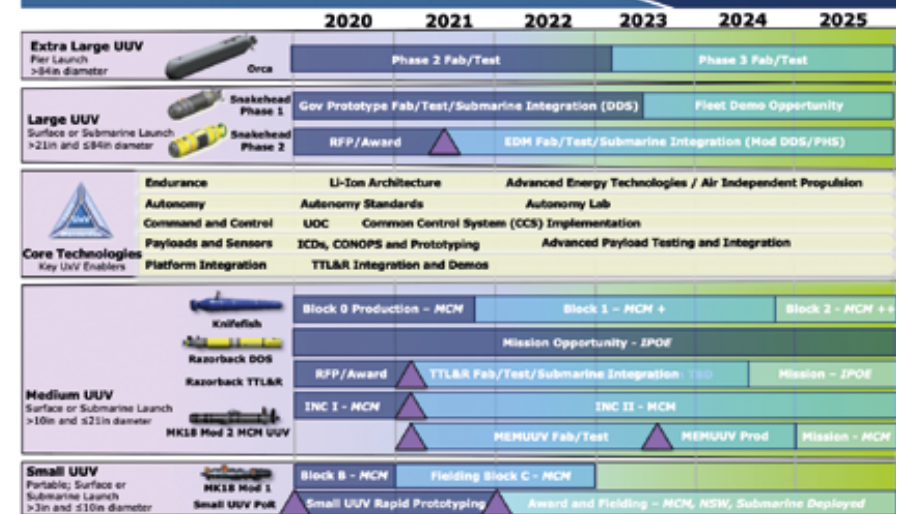 2020 2021 2022 2023 2024 2025
Extra Large UUV
Pier Launch
>84in diameter
Orca
Phase 2 Fab/Test
Phase 3 Fab/Test
Large UUV
Surface or Submarine Launch
>21in and ≤84in diameter
Snakehead
Phase 1
Gov Prototype Fab/Test/Submarine Integration (DDS)
Fleet Demo Opportunity
Snakehead
Phase 2
RFP/Award
EDM Fab/Test/Submarine Integration (Mod DDS/PHS)
Core Technologies
Key UxV Enablers
Endurance
Li-Ion Architecture
Advanced Energy Technologies / Air Independent Propulsion
Autonomy
Autonomy Standards
Autonomy Lab
Command and Control
UOC
Common Control System (CCS) Implementation
Payloads and Sensors
ICDs, CONOPS and Prototyping
Advanced Payload Testing and Integration
Platform Integration
TTL&R Integration and Demos
Medium UUV
Surface or Submarine Launch
>10in and ≤21in diameter
Knifefish
Block 0 Production – MCM
Block 1 – MCM +
Block 2 - MCM ++
Razorback DOS
Mission Opportunity - IPOE
Razorback TTL&R
RFP/Award
TTL&R Fab/Test/Submarine Integration
Mission – IPOE
MK18 Mod 2 MCM UUV
INC I - MCM
INC II - MCM
MEMUUV Fab/Test
MEMUUV Prod
Mission - MCM
Small UUV
Portable; Surface or
Submarine Launch
>3in and ≤10in diameter
MK18 Mod 1
Block B - MCM
Fielding Block C - MCM
Small UUV PoR
Small UUV Rapid Prototyping
Award and Fielding – MCM, NSW, Submarine Deployed